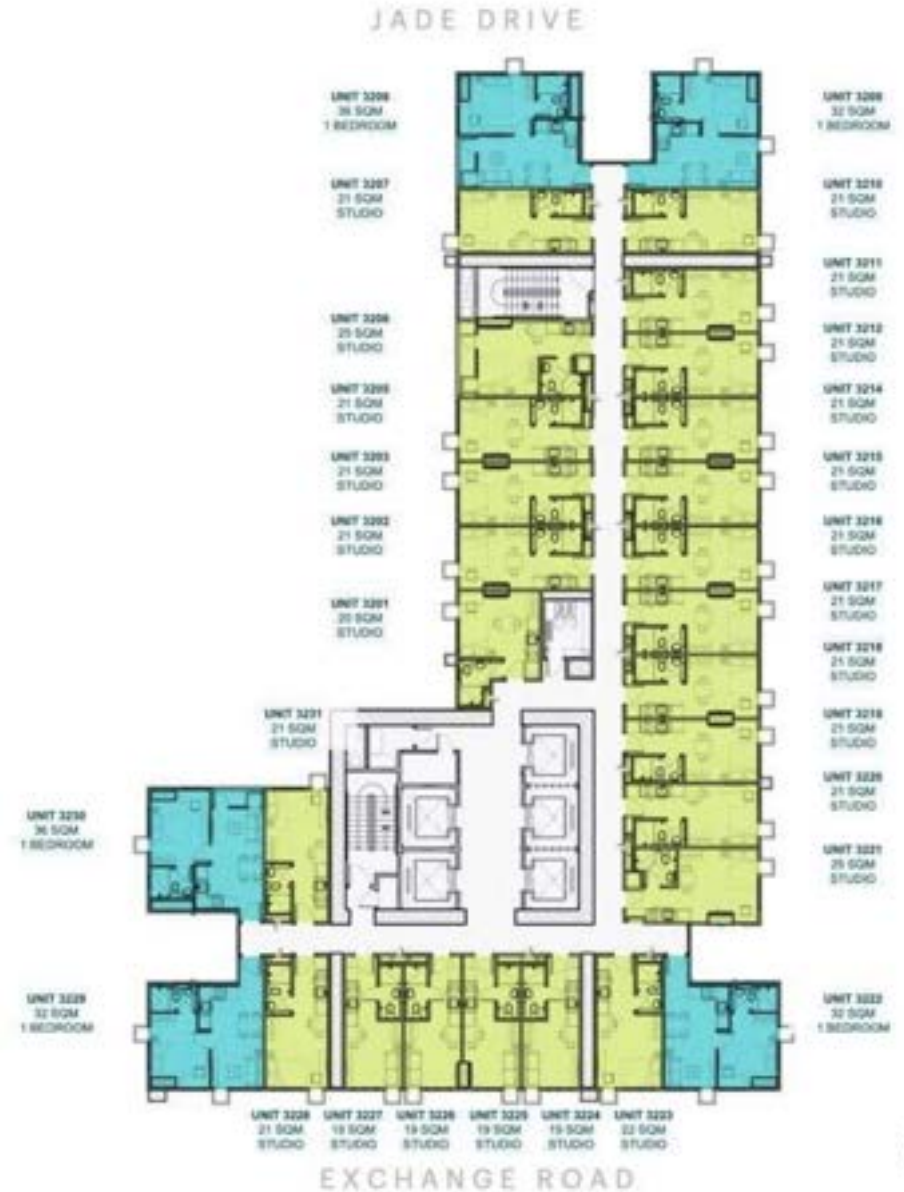 JADE DRIVE
UNIT 3208
36 SQM
1 BEDROOM
UNIT 3209
32 SQM
1 BEDROOM
UNIT 3207
21 SQM
STUDIO
UNIT 3210
21 SQM
STUDIO
UNIT 3211
21 SQM
STUDIO
UNIT 3206
25 SQM
STUDIO
UNIT 3212
21 SQM
STUDIO
UNIT 3205
21 SQM
STUDIO
UNIT 3214
21 SQM
STUDIO
UNIT 3203
21 SQM
STUDIO
UNIT 3215
21 SQM
STUDIO
UNIT 3202
21 SQM
STUDIO
UNIT 3216
21 SQM
STUDIO
UNIT 3201
20 SQM
STUDIO
UNIT 3217
21 SQM
STUDIO
UNIT 3218
21 SQM
STUDIO
UNIT 3231
21 SQM
STUDIO
UNIT 3219
21 SQM
STUDIO
UNIT 3220
21 SQM
STUDIO
UNIT 3230
36 SQM
1 BEDROOM
UNIT 3221
25 SQM
STUDIO
UNIT 3229
32 SQM
1 BEDROOM
UNIT 3222
32 SQM
1 BEDROOM
UNIT 3228
21 SQM
STUDIO
UNIT 3227
SQM
STUDIO
UNIT 3226
19 SQM
STUDIO
UNIT 3225
19 SQM
STUDIO
UNIT 3224
19 SQM
STUDIO
UNIT 3223
22 SQM
STUDIO
EXCHANGE ROAD